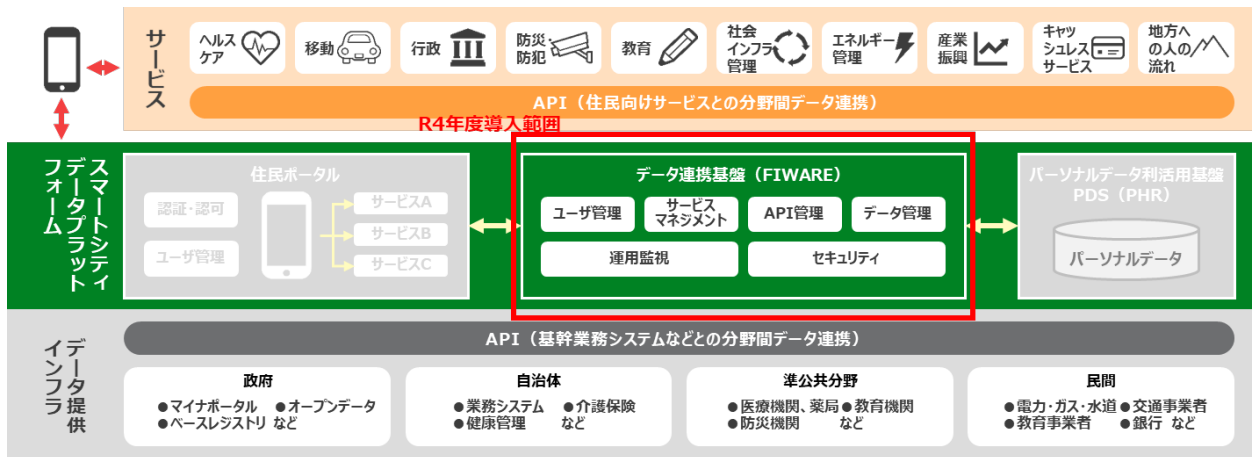 サービス
ヘルス
ケア
移動
行政
防災
防犯
教育
社会
インフラ
管理
エネルギー
管理
産業
振興
キャッ
シュレス
サービス
地方へ
の人の
流れ
API（住民向けサービスとの分野間データ連携）
R4年度導入範囲
スマートシティ
データプラット
フォーム
住民ポータル
認証・認可
ユーザ管理
サービスA
サービスB
サービスC
データ連携基盤（FIWARE）
ユーザ管理
サービス
マネジメント
API管理
データ管理
運用監視
セキュリティ
パーソナルデータ利活用基盤
PDS（PHR）
パーソナルデータ
データ提供
インフラ
API（基幹業務システムなどとの分野間データ連携）
政府
●マイナポータル ●オープンデータ
●ベースレジストリ など
自治体
●業務システム ●介護保険
●健康管理 など
準公共分野
●医療機関、薬局●教育機関
●防災機関 など
民間
●電力・ガス・水道●交通事業者
●教育事業者 ●銀行 など